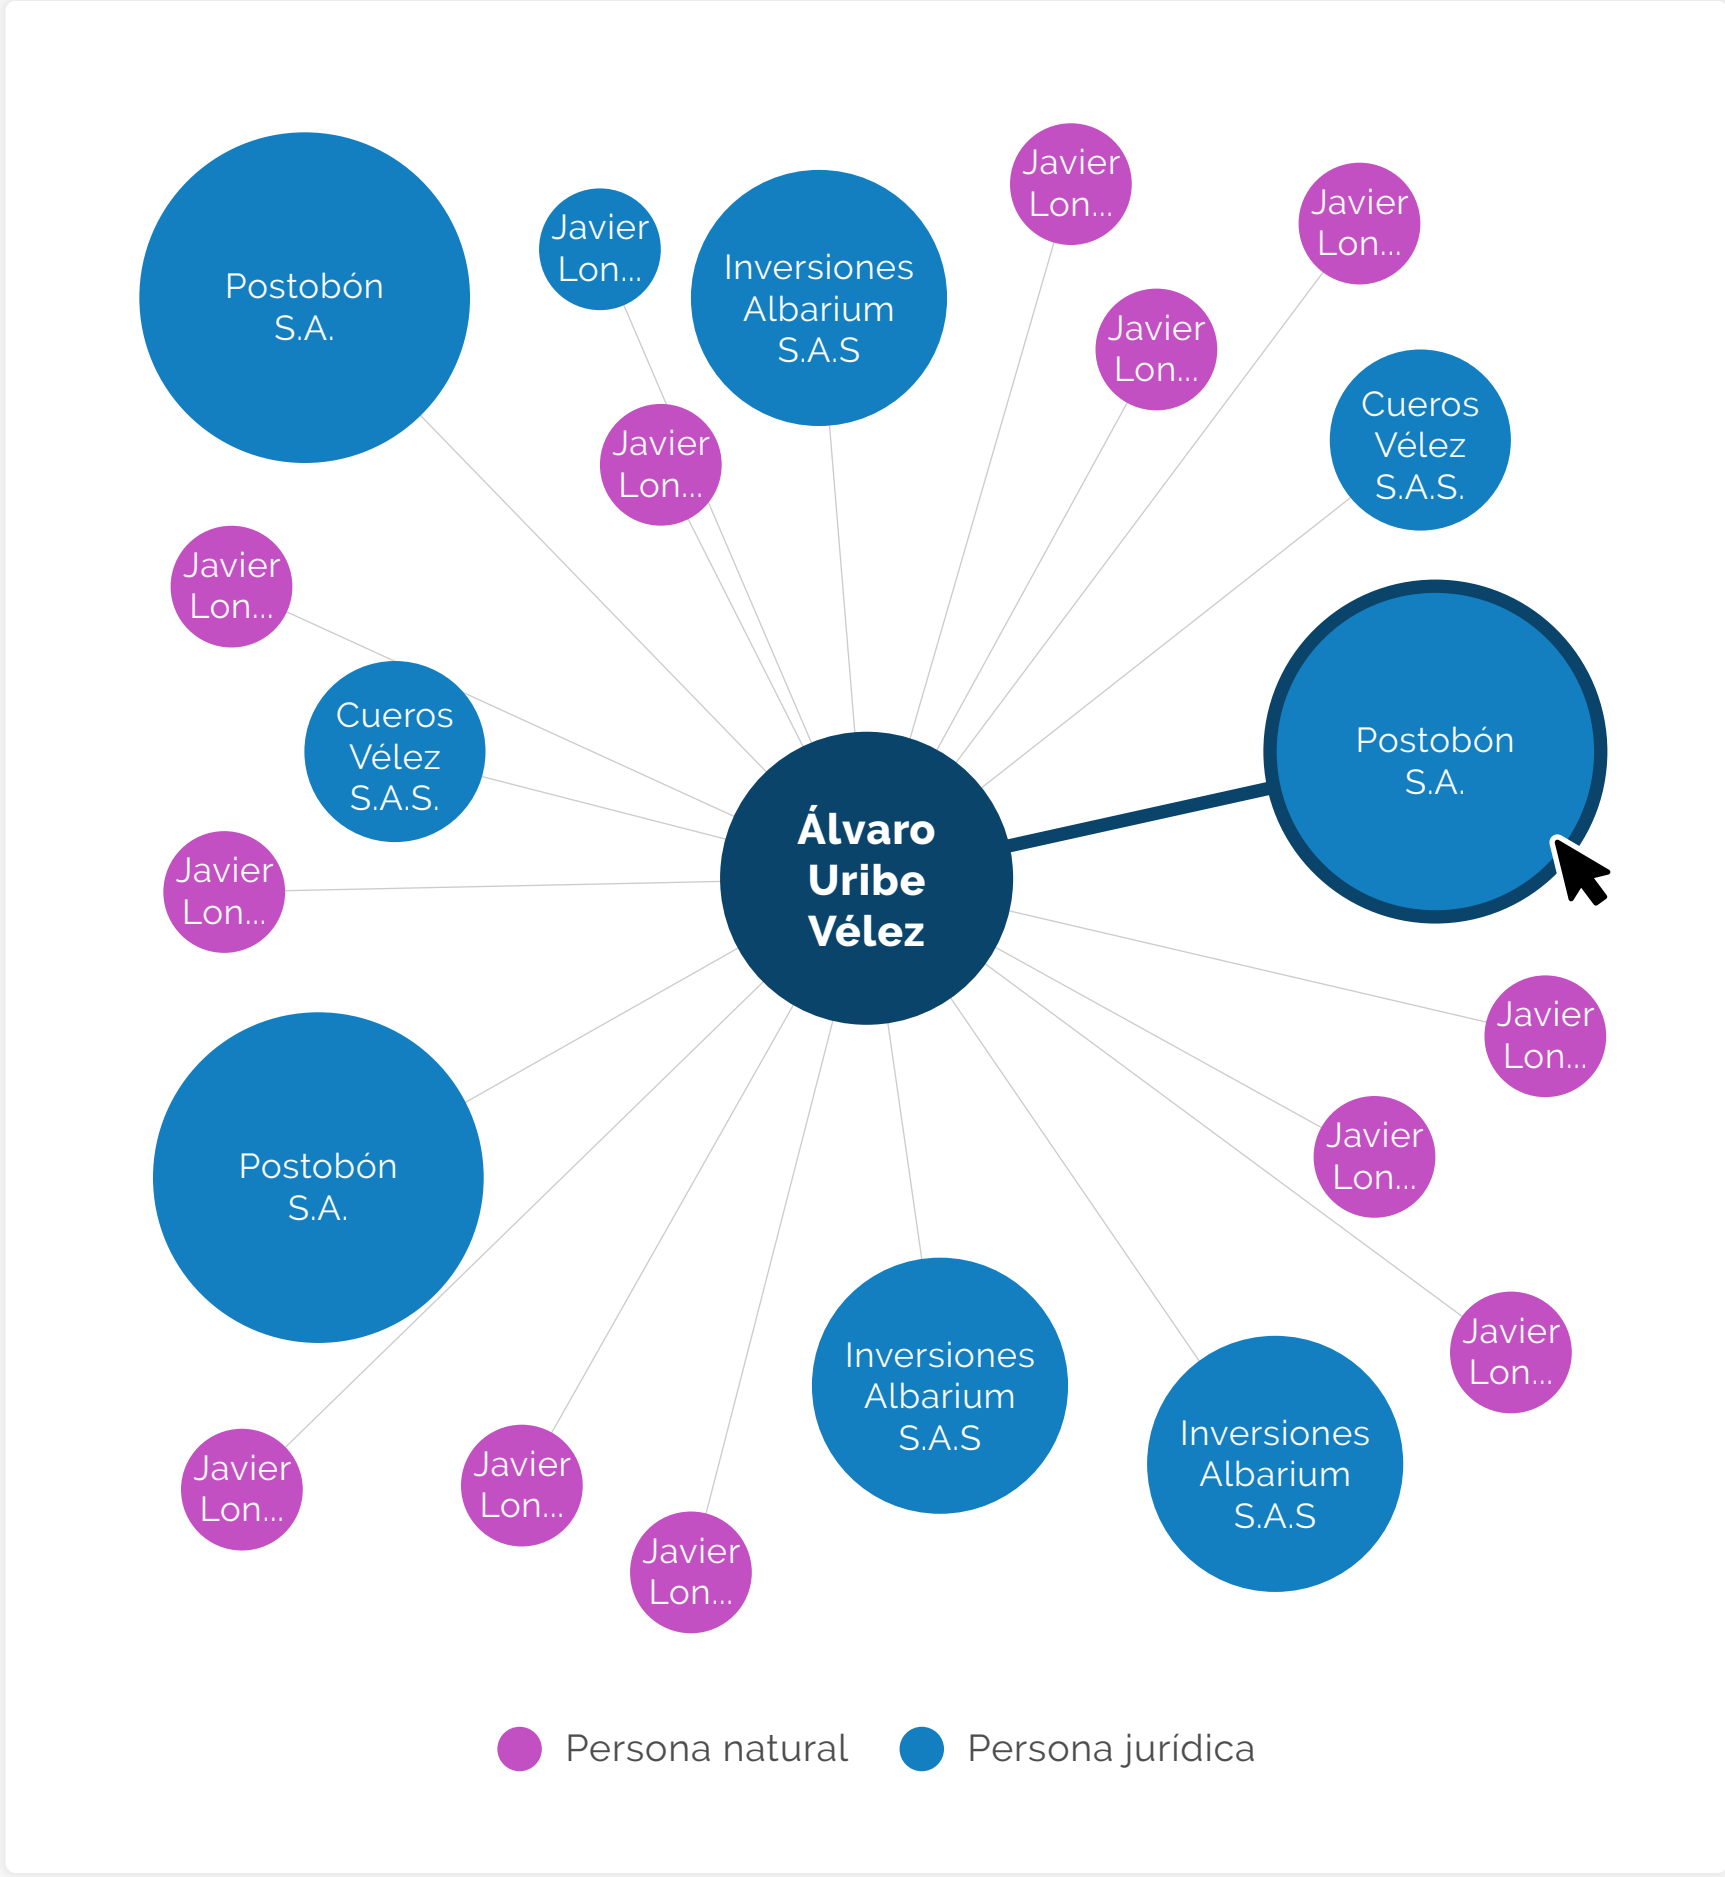 Javier
Lon...
Javier
Lon...
Javier
Lon...
Inversiones
Albarium
S.A.S
Postobón
S.A.
Javier
Lon...
Cueros
Vélez
S.A.S.
Javier
Lon...
Javier
Lon...
Cueros
Vélez
S.A.S.
Postobón
S.A.
Álvaro
Uribe
Vélez
Javier
Lon...
Javier
Lon...
Javier
Lon...
Postobón
S.A.
Javier
Lon...
Inversiones
Albarium
S.A.S
Inversiones
Albarium
S.A.S
Javier
Lon...
Javier
Lon...
Javier
Lon...
Persona natural
Persona jurídica